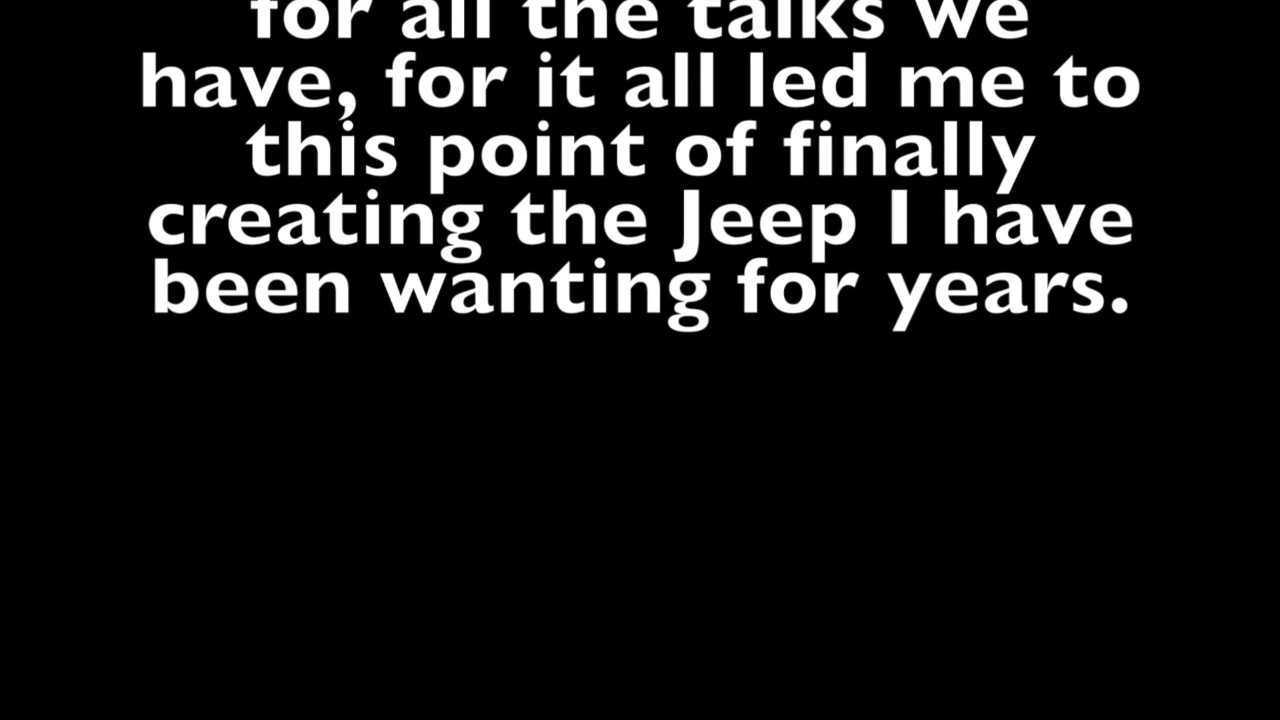 for all the talks we
have, for it all led me to
this point of finally
creating the Jeep I have
been wanting for years.